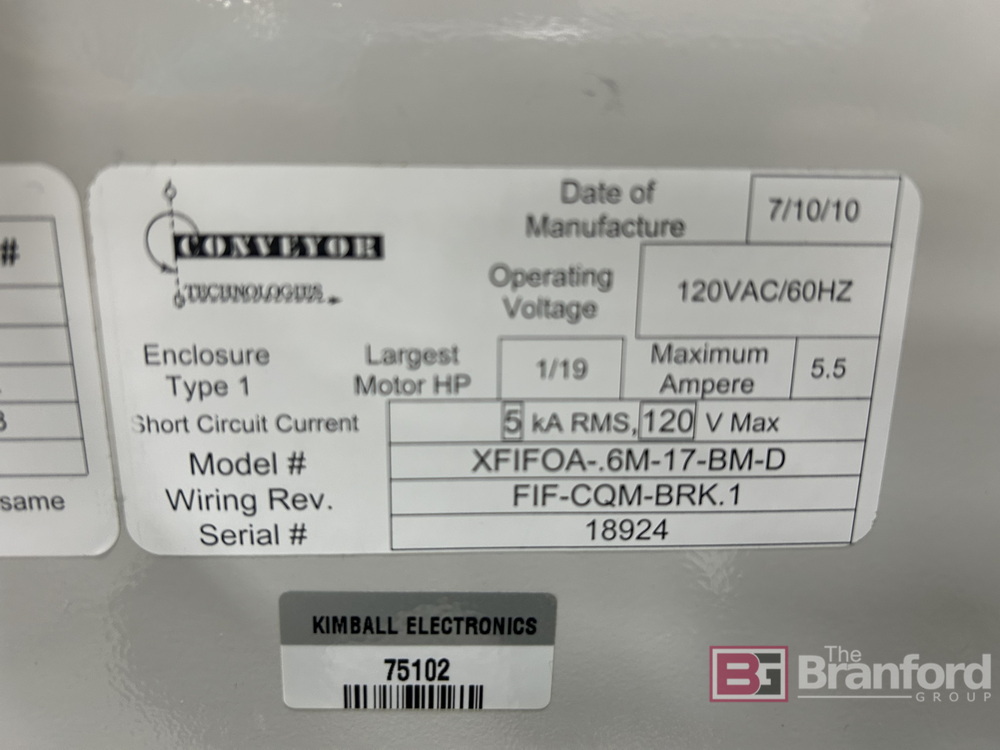 #
3
same
CONVEYOR
TECHNOLOGIES
Date of
Manufacture
7/10/10
Operating
Voltage
120VAC/60HZ
Enclosure
Type 1
Largest
Motor HP
1/19
Maximum
Ampere
5.5
Short Circuit Current
5 kA RMS, 120 V Max
Model #
XFIFOA-.6M-17-BM-D
Wiring Rev.
FIF-CQM-BRK.1
Serial #
18924
KIMBALL ELECTRONICS
75102
BG The
Branford
GROUP